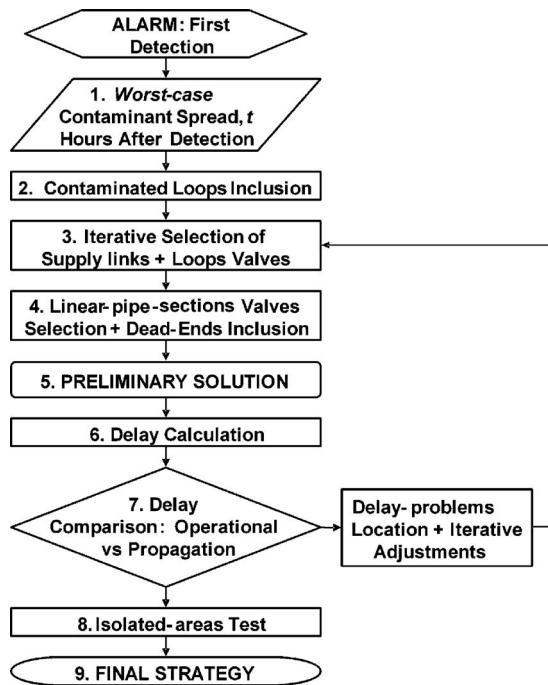 ALARM: First
Detection
1. Worst-case
Contaminant Spread, t
Hours After Detection
2. Contaminated Loops Inclusion
3. Iterative Selection of
Supply links + Loops Valves
4. Linear-pipe-sections Valves
Selection + Dead-Ends Inclusion
5. PRELIMINARY SOLUTION
6. Delay Calculation
7. Delay
Comparison: Operational
vs Propagation
Delay-problems
Location + Iterative
Adjustments
8. Isolated-areas Test
9. FINAL STRATEGY